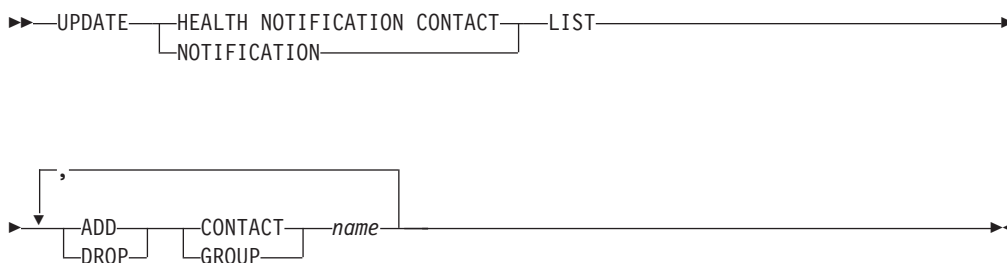 UPDATE HEALTH NOTIFICATION CONTACT LIST
NOTIFICATION
,
ADD CONTACT name
DROP GROUP